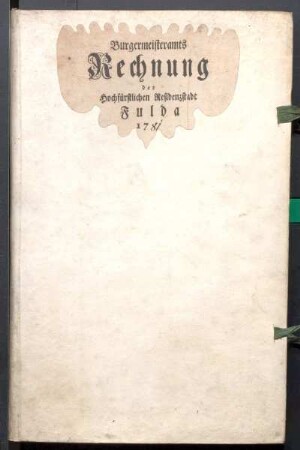 Burgermeisteramts
Rechnung
der
Hochfürstlichen Residenzstadt
Fulda